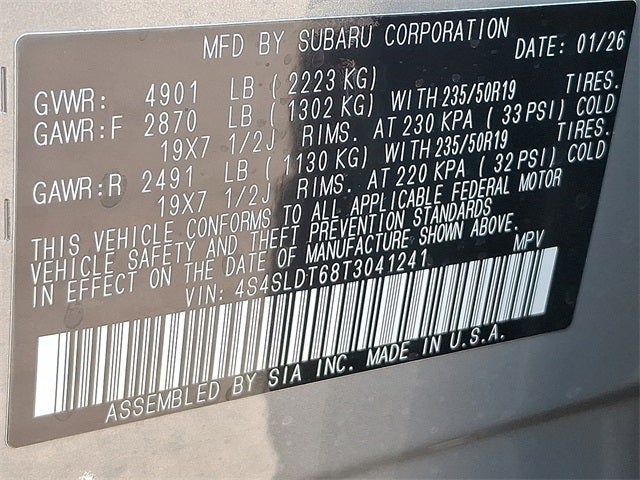 MFD BY SUBARU CORPORATION DATE: 01/26
GVWR: 4901 LB ( 2223 KG)
GAWR:F 2870 LB ( 1302 KG) WITH 235/50R19 TIRES.
19X7 1/2J RIMS. AT 230 KPA ( 33 PSI) COLD
GAWR:R 2491 LB ( 1130 KG) WITH 235/50R19 TIRES.
19X7 1/2J RIMS. AT 220 KPA ( 32 PSI) COLD
THIS VEHICLE CONFORMS TO ALL APPLICABLE FEDERAL MOTOR
VEHICLE SAFETY AND THEFT PREVENTION STANDARDS
IN EFFECT ON THE DATE OF MANUFACTURE SHOWN ABOVE.
VIN: 4S4SLDT68T3041241 MPV
ASSEMBLED BY SIA INC. MADE IN U.S.A.